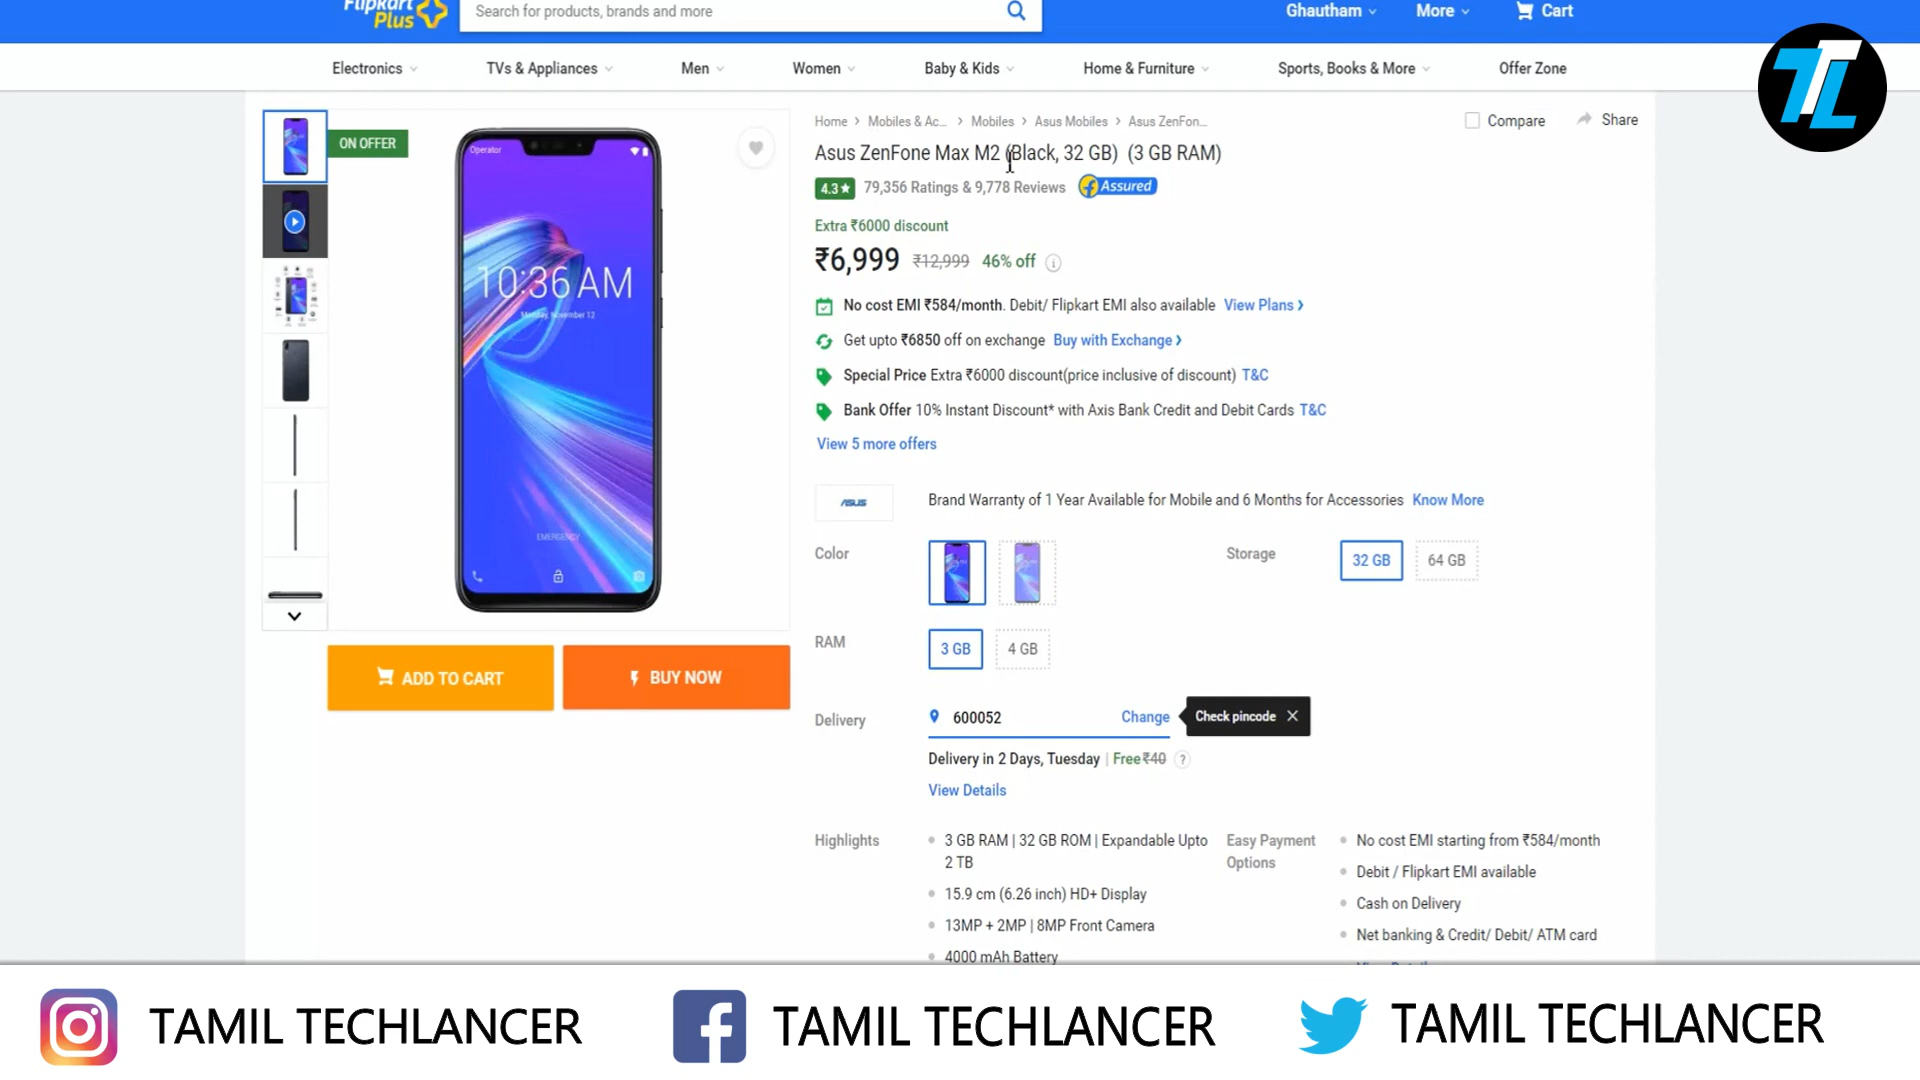 Flipkart
Plus
Search for products, brands and more
Ghautham
More
Cart
TL
Electronics
TVs & Appliances
Men
Women
Baby & Kids
Home & Furniture
Sports, Books & More
Offer Zone
ON OFFER
Operator
10:36 AM
Monday, November 12
EMERGENCY
Home > Mobiles & Ac... > Mobiles > Asus Mobiles > Asus ZenFon...
Compare
Share
Asus ZenFone Max M2 (Black, 32 GB) (3 GB RAM)
4.3★ 79,356 Ratings & 9,778 Reviews Assured
Extra ₹6000 discount
₹6,999 ₹12,999 46% off
No cost EMI ₹584/month. Debit/ Flipkart EMI also available View Plans ›
Get upto ₹6850 off on exchange Buy with Exchange ›
Special Price Extra ₹6000 discount(price inclusive of discount) T&C
Bank Offer 10% Instant Discount* with Axis Bank Credit and Debit Cards T&C
View 5 more offers
ASUS
Brand Warranty of 1 Year Available for Mobile and 6 Months for Accessories Know More
Color
Storage
32 GB
64 GB
RAM
3 GB
4 GB
ADD TO CART
BUY NOW
Delivery
600052
Change
Check pincode
Delivery in 2 Days, Tuesday | Free ₹40 ?
View Details
Highlights
3 GB RAM | 32 GB ROM | Expandable Upto
2 TB
15.9 cm (6.26 inch) HD+ Display
13MP + 2MP | 8MP Front Camera
4000 mAh Battery
Easy Payment
Options
No cost EMI starting from ₹584/month
Debit / Flipkart EMI available
Cash on Delivery
Net banking & Credit/ Debit/ ATM card
TAMIL TECHLANCER
TAMIL TECHLANCER
TAMIL TECHLANCER